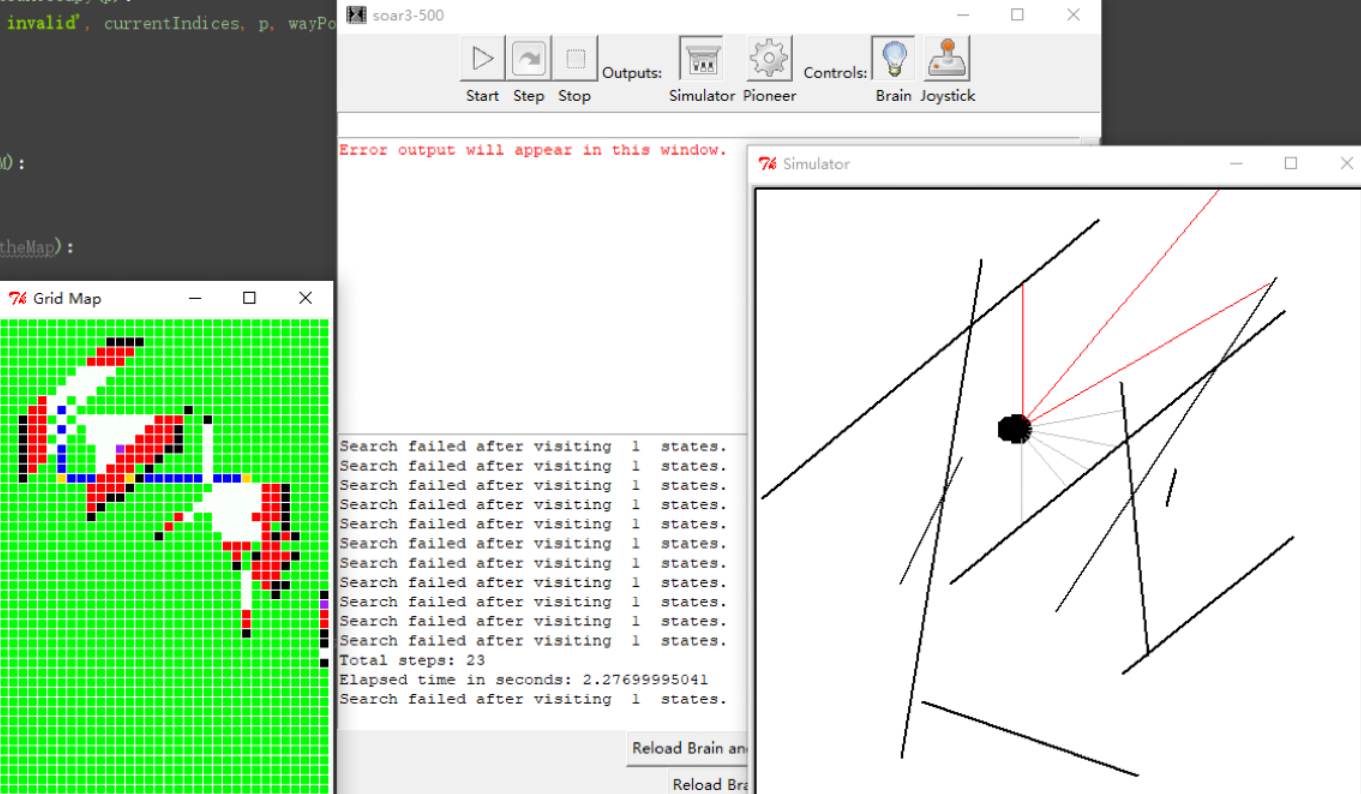 invalid', currentIndices, p, wayPo
):
theMap):
soar3-500
Start Step Stop Outputs: Simulator Pioneer Controls: Brain Joystick
Error output will appear in this window.
Simulator
Grid Map
Search failed after visiting 1 states.
Search failed after visiting 1 states.
Search failed after visiting 1 states.
Search failed after visiting 1 states.
Search failed after visiting 1 states.
Search failed after visiting 1 states.
Search failed after visiting 1 states.
Search failed after visiting 1 states.
Search failed after visiting 1 states.
Search failed after visiting 1 states.
Search failed after visiting 1 states.
Total steps: 23
Elapsed time in seconds: 2.27699995041
Search failed after visiting 1 states.
Reload Brain an
Reload Bra